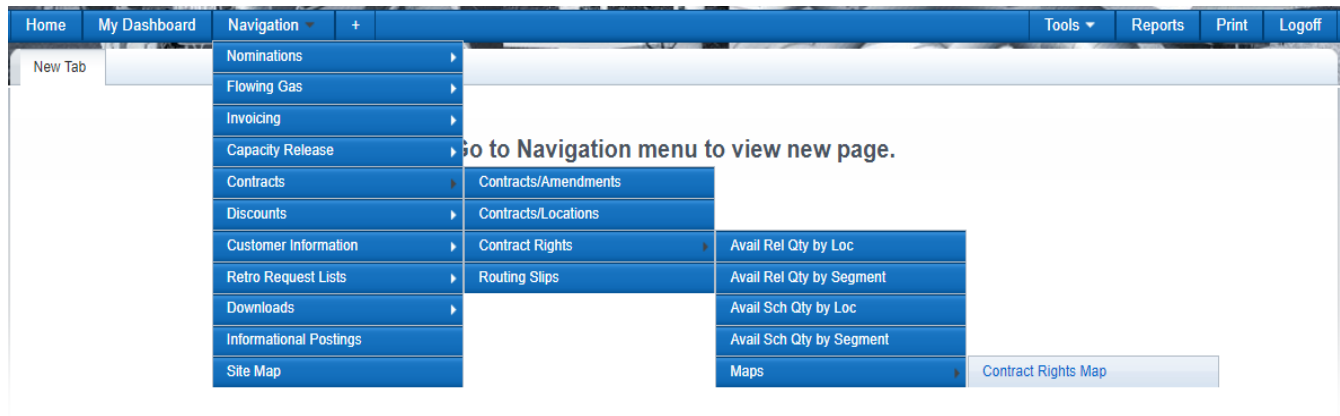 Home My Dashboard Navigation + Tools Reports Print Logoff
New Tab
Nominations
Flowing Gas
Invoicing
Capacity Release
to Navigation menu to view new page.
Contracts Contracts/Amendments
Discounts Contracts/Locations
Customer Information Contract Rights Avail Rel Qty by Loc
Retro Request Lists Routing Slips Avail Rel Qty by Segment
Downloads Avail Sch Qty by Loc
Informational Postings Avail Sch Qty by Segment
Site Map Maps Contract Rights Map